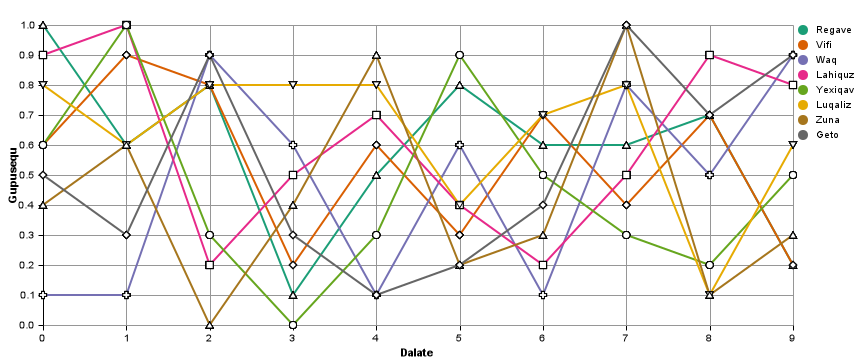 1.0
0.9
0.8
0.7
0.6
0.5
0.4
0.3
0.2
0.1
0.0
Gupusequ
0 1 2 3 4 5 6 7 8 9
Dalate
Regave
Vifi
Waq
Lahiquz
Yexiqav
Luqaliz
Zuna
Geto